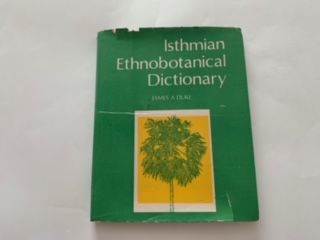 Isthmian
Ethnobotanical
Dictionary
JAMES A DUKE